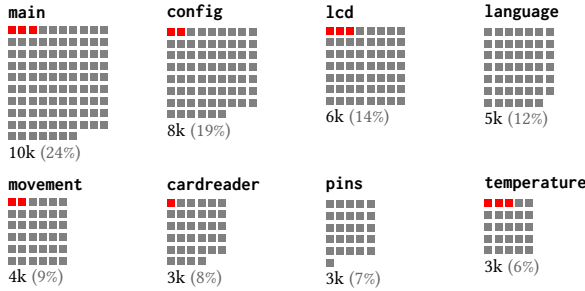 main config lcd language
10k (24%) 8k (19%) 6k (14%) 5k (12%)
movement cardreader pins temperature
4k (9%) 3k (8%) 3k (7%) 3k (6%)